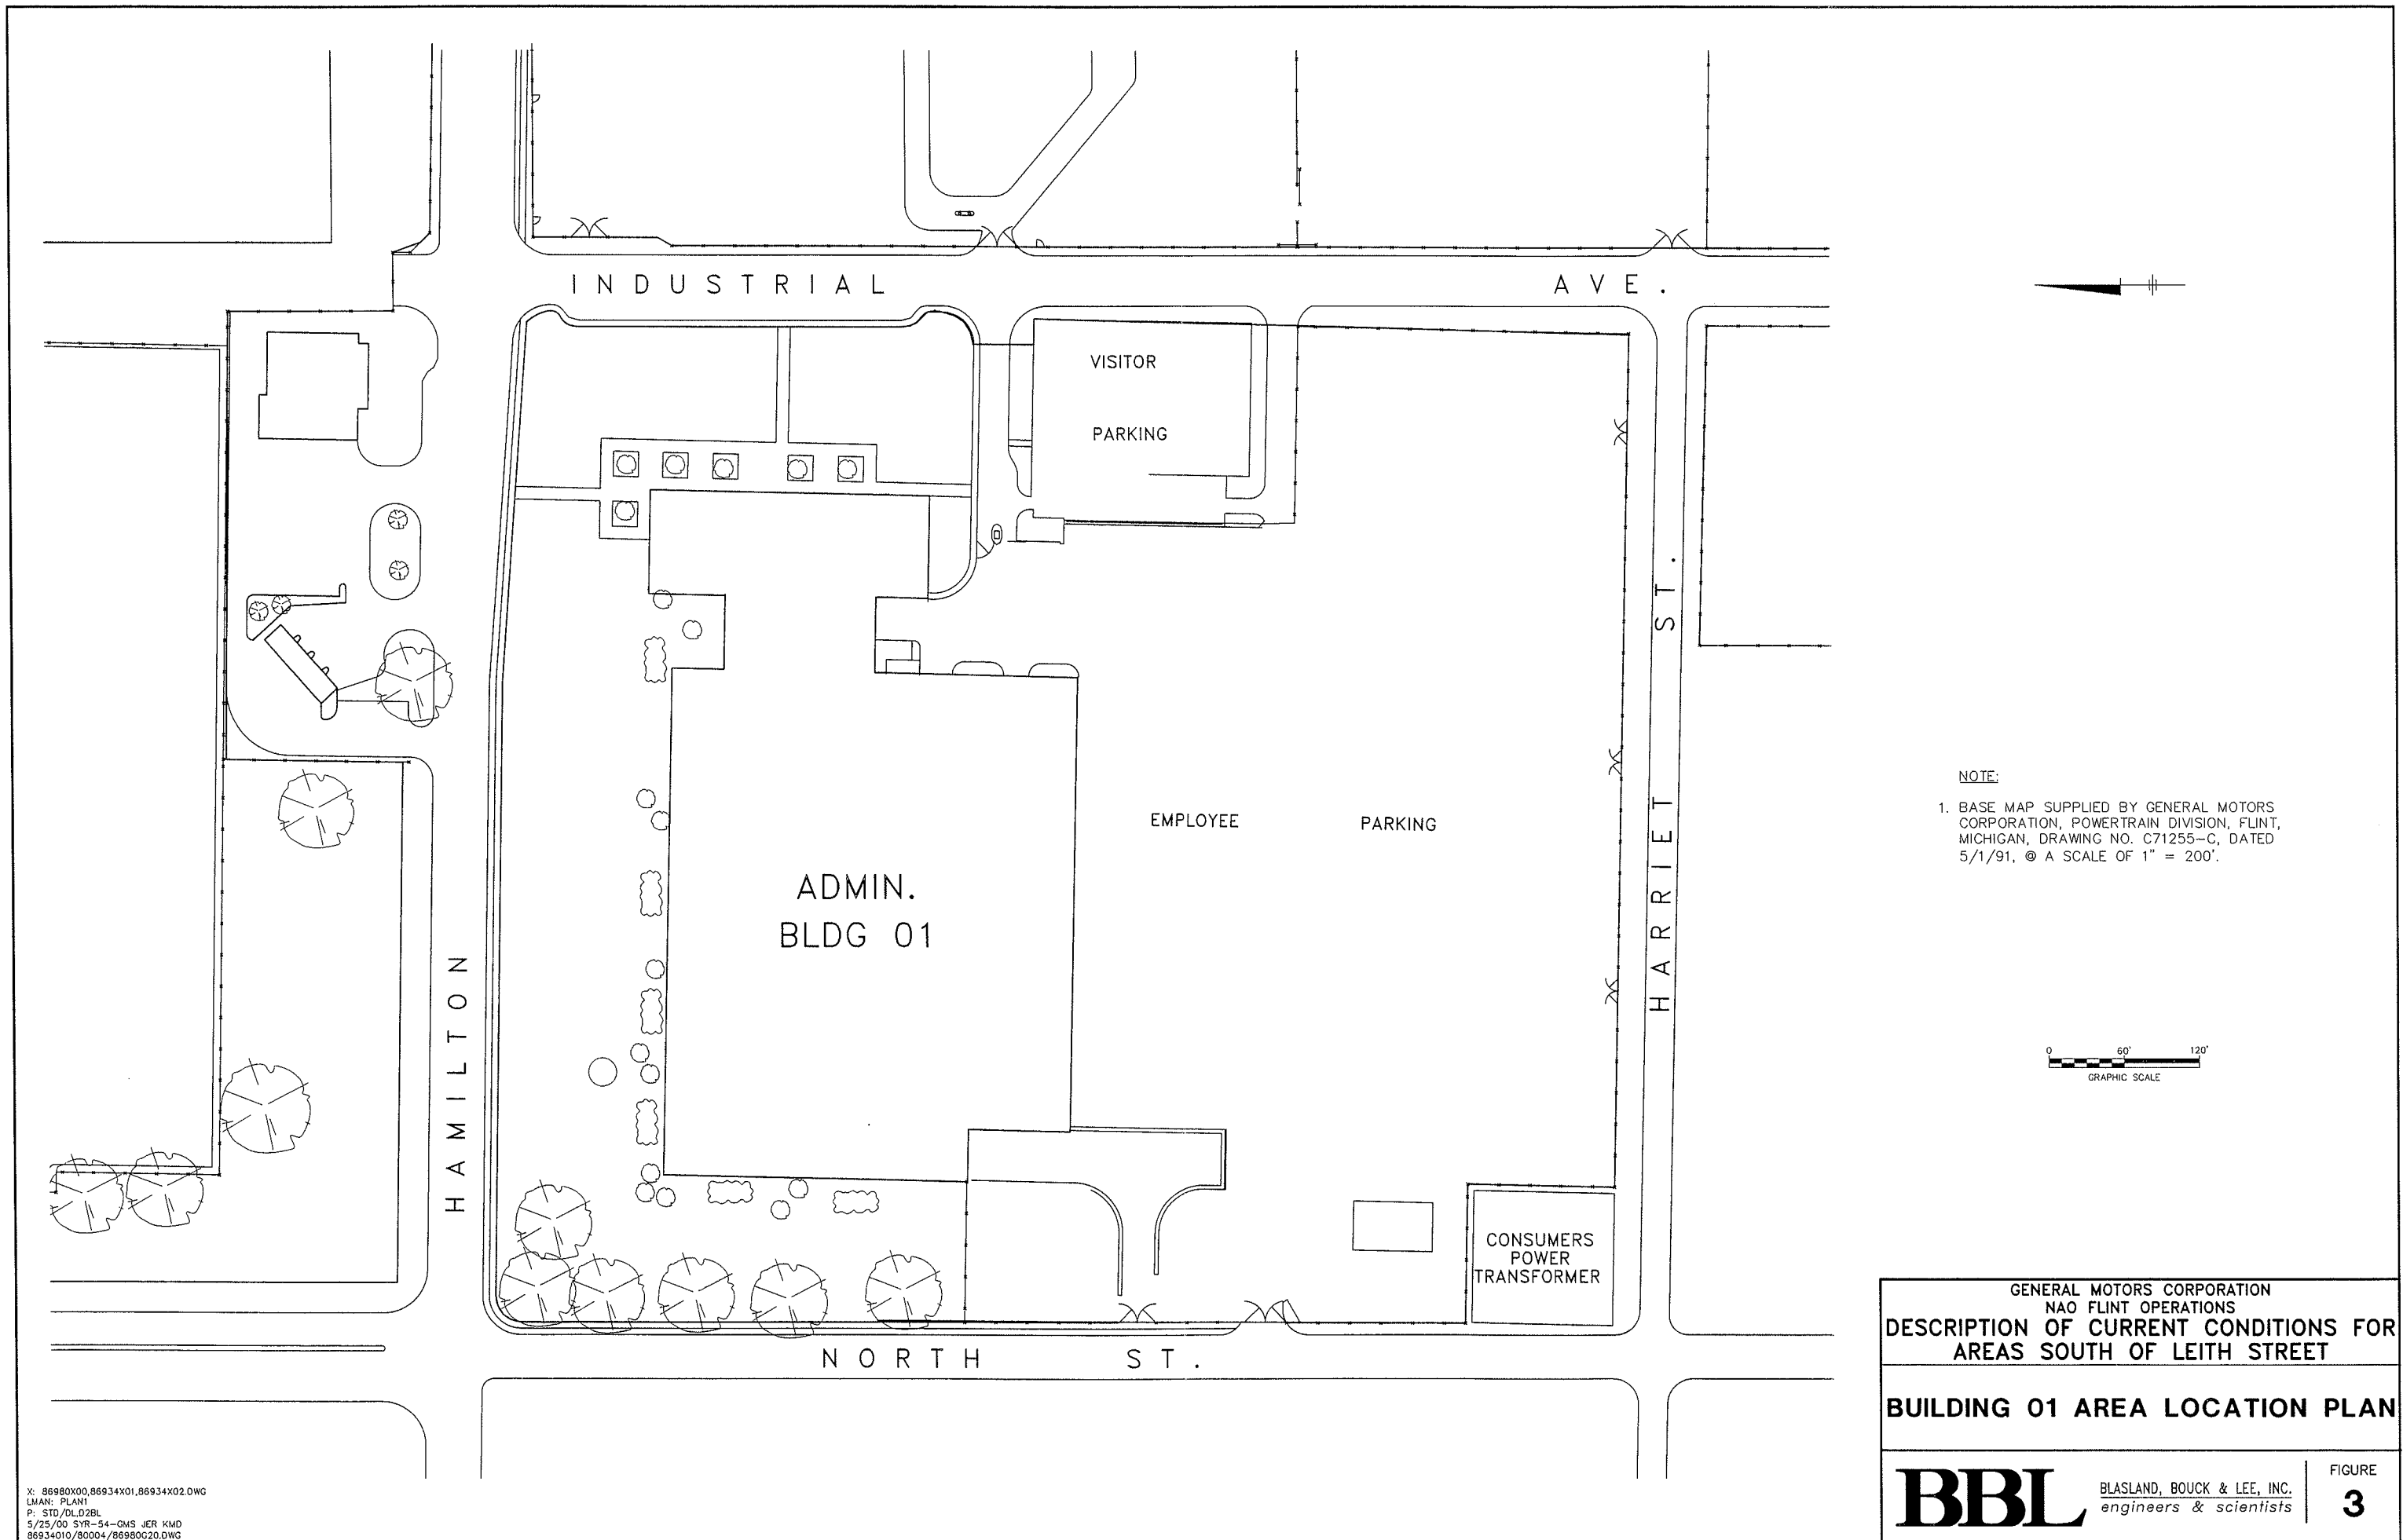 INDUSTRIAL AVE.
VISITOR
PARKING
HARRIET ST.
EMPLOYEE PARKING
ADMIN.
BLDG 01
HAMILTON
CONSUMERS
POWER
TRANSFORMER
NORTH ST.
NOTE:
1. BASE MAP SUPPLIED BY GENERAL MOTORS
CORPORATION, POWERTRAIN DIVISION, FLINT,
MICHIGAN, DRAWING NO. C71255-C, DATED
5/1/91, @ A SCALE OF 1" = 200'.
0 60' 120'
GRAPHIC SCALE
GENERAL MOTORS CORPORATION
NAO FLINT OPERATIONS
DESCRIPTION OF CURRENT CONDITIONS FOR
AREAS SOUTH OF LEITH STREET
BUILDING 01 AREA LOCATION PLAN
BBL
BLASLAND, BOUCK & LEE, INC.
engineers & scientists
FIGURE
3
X: 86980X00,86934X01,86934X02.DWG
LMAN: PLAN1
P: STD/DL,D2BL
5/25/00 SYR-54-GMS JER KMD
86934010/80004/86980G20.DWG